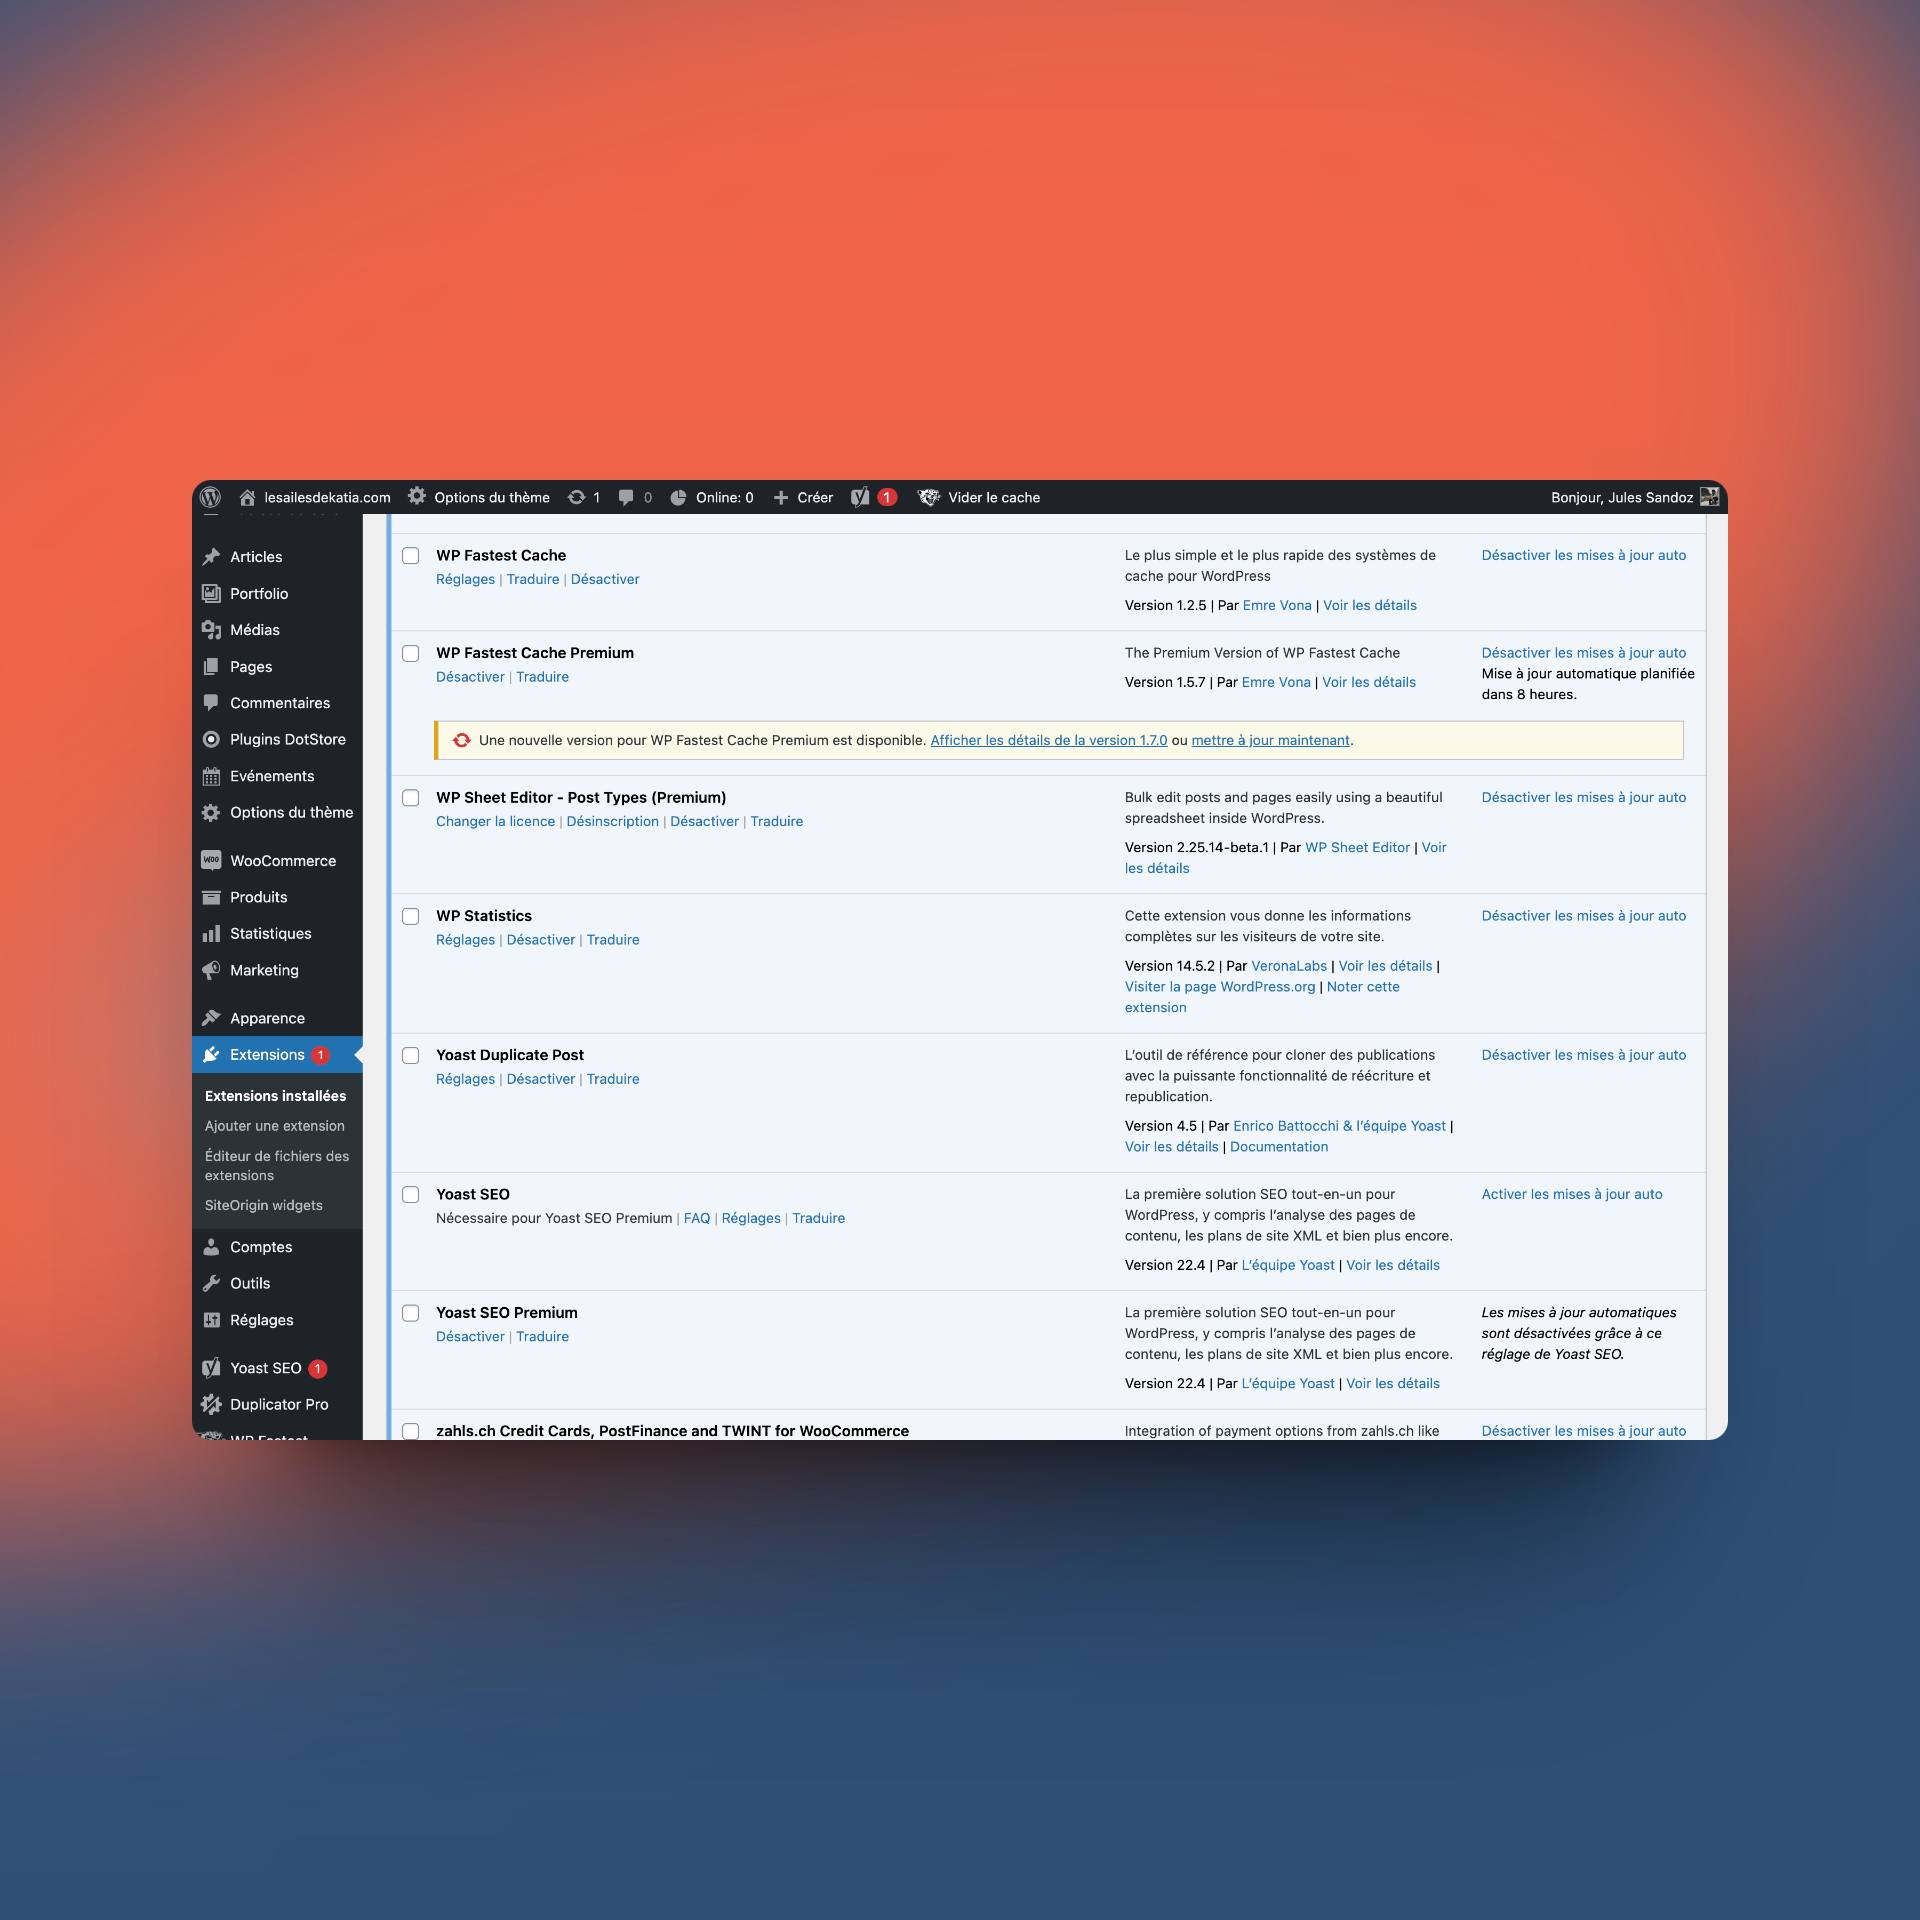 lesailesdekatia.com Options du thème 1 0 Online: 0 Créer 1 Vider le cache Bonjour, Jules Sandoz
Articles
Portfolio
Médias
Pages
Commentaires
Plugins DotStore
Evénements
Options du thème
WOO WooCommerce
Produits
Statistiques
Marketing
Apparence
Extensions 1
Extensions installées
Ajouter une extension
Éditeur de fichiers des
extensions
SiteOrigin widgets
Comptes
Outils
Réglages
Yoast SEO 1
Duplicator Pro
WP Fastest
WP Fastest Cache
Réglages | Traduire | Désactiver
Le plus simple et le plus rapide des systèmes de
cache pour WordPress
Version 1.2.5 | Par Emre Vona | Voir les détails
Désactiver les mises à jour auto
WP Fastest Cache Premium
Désactiver | Traduire
The Premium Version of WP Fastest Cache
Version 1.5.7 | Par Emre Vona | Voir les détails
Désactiver les mises à jour auto
Mise à jour automatique planifiée
dans 8 heures.
Une nouvelle version pour WP Fastest Cache Premium est disponible. Afficher les détails de la version 1.7.0 ou mettre à jour maintenant.
WP Sheet Editor - Post Types (Premium)
Changer la licence | Désinscription | Désactiver | Traduire
Bulk edit posts and pages easily using a beautiful
spreadsheet inside WordPress.
Version 2.25.14-beta.1 | Par WP Sheet Editor | Voir
les détails
Désactiver les mises à jour auto
WP Statistics
Réglages | Désactiver | Traduire
Cette extension vous donne les informations
complètes sur les visiteurs de votre site.
Version 14.5.2 | Par VeronaLabs | Voir les détails |
Visiter la page WordPress.org | Noter cette
extension
Désactiver les mises à jour auto
Yoast Duplicate Post
Réglages | Désactiver | Traduire
L'outil de référence pour cloner des publications
avec la puissante fonctionnalité de réécriture et
republication.
Version 4.5 | Par Enrico Battocchi & l'équipe Yoast |
Voir les détails | Documentation
Désactiver les mises à jour auto
Yoast SEO
Nécessaire pour Yoast SEO Premium | FAQ | Réglages | Traduire
La première solution SEO tout-en-un pour
WordPress, y compris l'analyse des pages de
contenu, les plans de site XML et bien plus encore.
Version 22.4 | Par L'équipe Yoast | Voir les détails
Activer les mises à jour auto
Yoast SEO Premium
Désactiver | Traduire
La première solution SEO tout-en-un pour
WordPress, y compris l'analyse des pages de
contenu, les plans de site XML et bien plus encore.
Version 22.4 | Par L'équipe Yoast | Voir les détails
Les mises à jour automatiques
sont désactivées grâce à ce
réglage de Yoast SEO.
zahls.ch Credit Cards, PostFinance and TWINT for WooCommerce
Integration of payment options from zahls.ch like
Désactiver les mises à jour auto